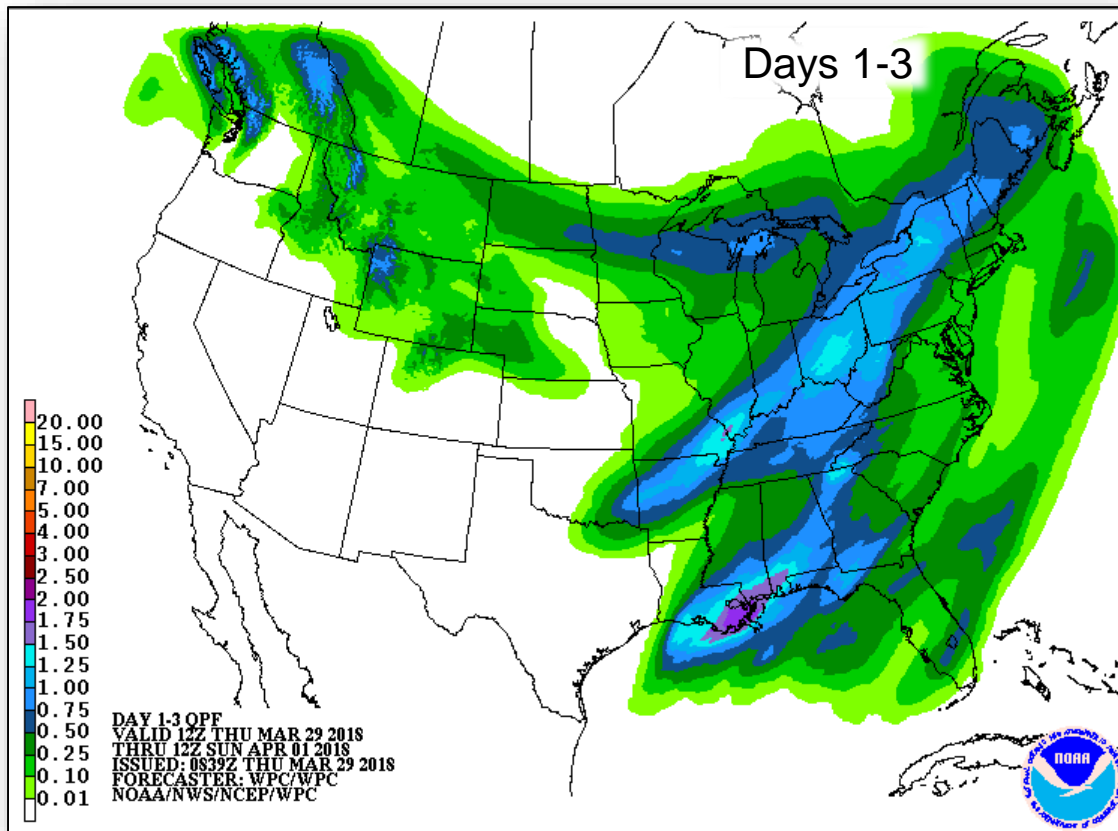 Days 1-3
20.00
15.00
10.00
7.00
5.00
4.00
3.00
2.50
2.00
1.75
1.50
1.25
1.00
0.75
0.50
0.25
0.10
0.01
DAY 1-3 QPF
VALID 12Z THU MAR 29 2018
THRU 12Z SUN APR 01 2018
ISSUED: 0839Z THU MAR 29 2018
FORECASTER: WPC/WPC
NOAA/NWS/NCEP/WPC
NOAA